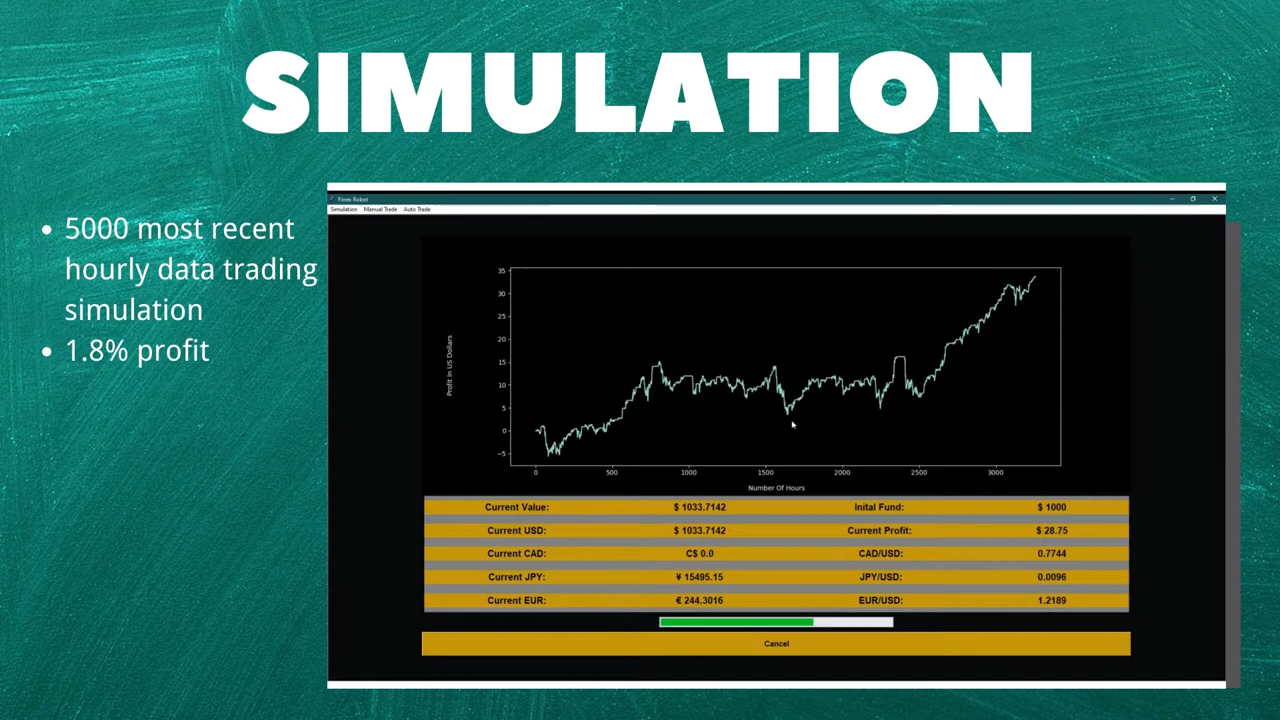 SIMULATION
• 5000 most recent
hourly data trading
simulation
• 1.8% profit
Forex Robot
Simulation Manual Trade Auto Trade
35
30
25
20
15
10
5
0
−5
Profit In US Dollars
0 500 1000 1500 2000 2500 3000
Number Of Hours
Current Value: $ 1033.7142 Inital Fund: $ 1000
Current USD: $ 1033.7142 Current Profit: $ 28.75
Current CAD: C$ 0.0 CAD/USD: 0.7744
Current JPY: ¥ 15495.15 JPY/USD: 0.0096
Current EUR: € 244.3016 EUR/USD: 1.2189
Cancel